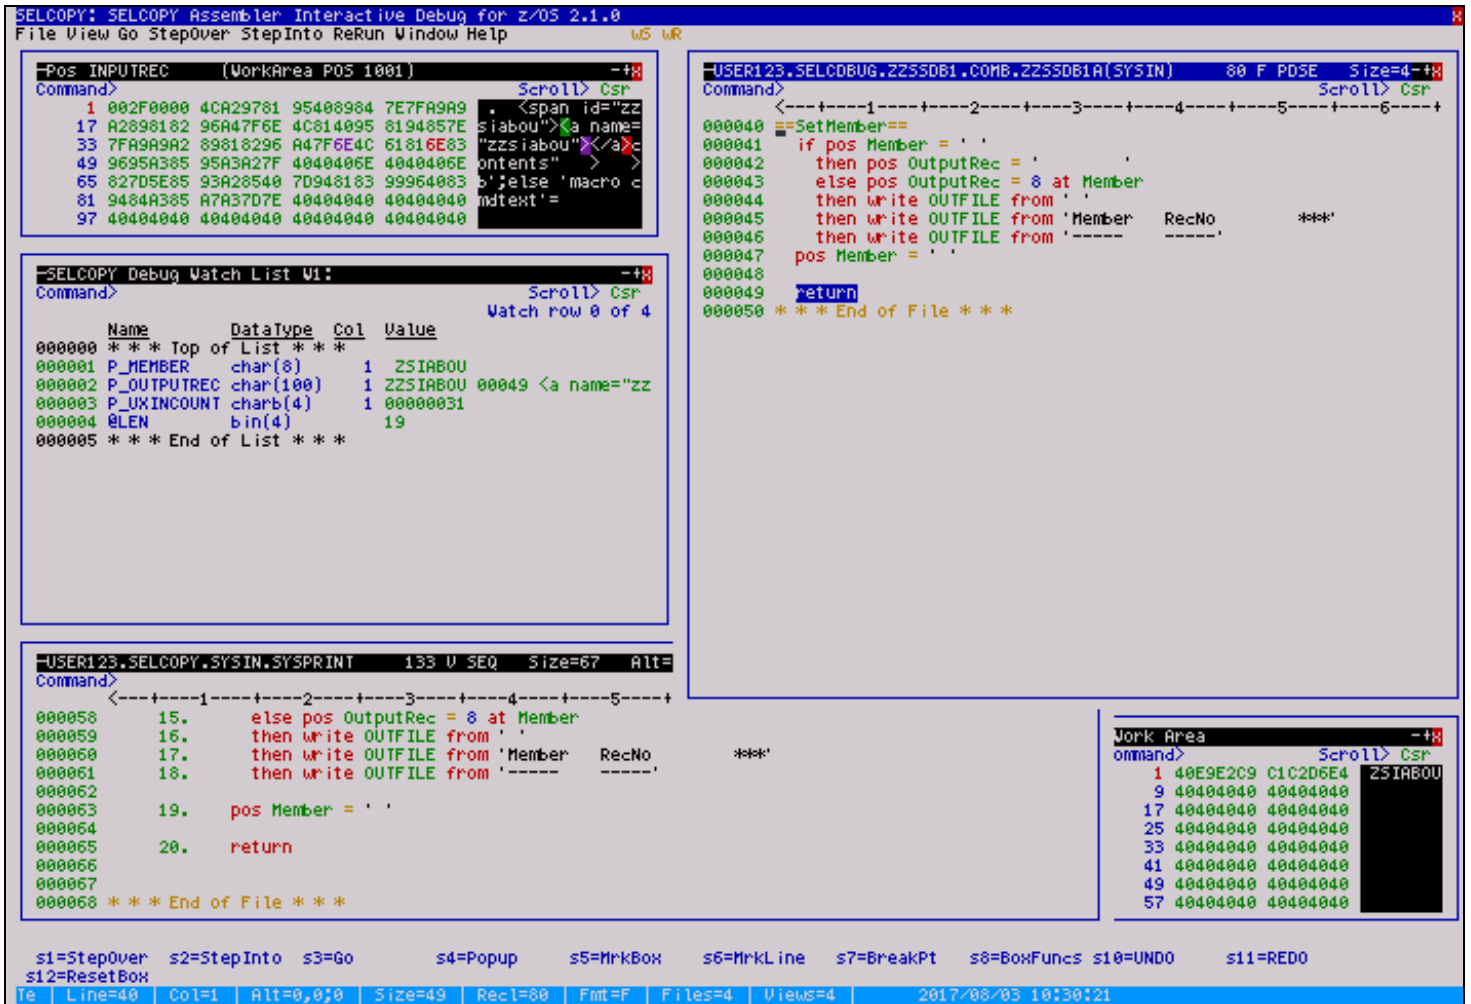 SELCOPY: SELCOPY Assembler Interactive Debug for z/OS 2.1.0
File View Go StepOver StepInto ReRun Window Help wS wR
Pos INPUTREC (WorkArea POS 1001) -+x
Command> Scroll> Csr
1 002F0000 4CA29781 95408984 7E7FA9A9 . <span id="zz
17 A2898182 96A47F6E 4C814095 8194857E siabou"><a name=
33 7FA9A9A2 89818296 A47F6E4C 61816E83 "zzsiabou"></a>c
49 9695A385 95A3A27F 4040406E 4040406E ontents" > >
65 827D5E85 93A28540 7D948183 99964083 b';else 'macro c
81 9484A385 A7A37D7E 40404040 40404040 mdtext'=
97 40404040 40404040 40404040 40404040
SELCOPY Debug Watch List W1: -+x
Command> Scroll> Csr
Watch row 0 of 4
Name DataType Col Value
000000 * * * Top of List * * *
000001 P_MEMBER char(8) 1 ZSIABOU
000002 P_OUTPUTREC char(100) 1 ZZSIABOU 00049 <a name="zz
000003 P_UXINCOUNT charb(4) 1 00000031
000004 @LEN bin(4) 19
000005 * * * End of List * * *
USER123.SELCDBUG.ZZSSDB1.COMB.ZZSSDB1A(SYSIN) 80 F PDSE Size=4-+x
Command> Scroll> Csr
<---+----1----+----2----+----3----+----4----+----5----+----6----+
000040 ==SetMember==
000041 if pos Member = ' '
000042 then pos OutputRec = ' '
000043 else pos OutputRec = 8 at Member
000044 then write OUTFILE from ' '
000045 then write OUTFILE from 'Member RecNo ***'
000046 then write OUTFILE from '----- -----'
000047 pos Member = ' '
000048
000049 return
000050 * * * End of File * * *
USER123.SELCOPY.SYSIN.SYSPRINT 133 V SEQ Size=67 Alt=
Command>
<---+----1----+----2----+----3----+----4----+----5----+
000058 15. else pos OutputRec = 8 at Member
000059 16. then write OUTFILE from ' '
000060 17. then write OUTFILE from 'Member RecNo ***'
000061 18. then write OUTFILE from '----- -----'
000062
000063 19. pos Member = ' '
000064
000065 20. return
000066
000067
000068 * * * End of File * * *
Work Area -+x
ommand> Scroll> Csr
1 40E9E2C9 C1C2D6E4 ZSIABOU
9 40404040 40404040
17 40404040 40404040
25 40404040 40404040
33 40404040 40404040
41 40404040 40404040
49 40404040 40404040
57 40404040 40404040
s1=StepOver s2=StepInto s3=Go s4=Popup s5=MrkBox s6=MrkLine s7=BreakPt s8=BoxFuncs s10=UNDO s11=REDO
s12=ResetBox
Te Line=40 Col=1 Alt=0,0;0 Size=49 Recl=80 Fmt=F Files=4 Views=4 2017/08/03 10:30:21